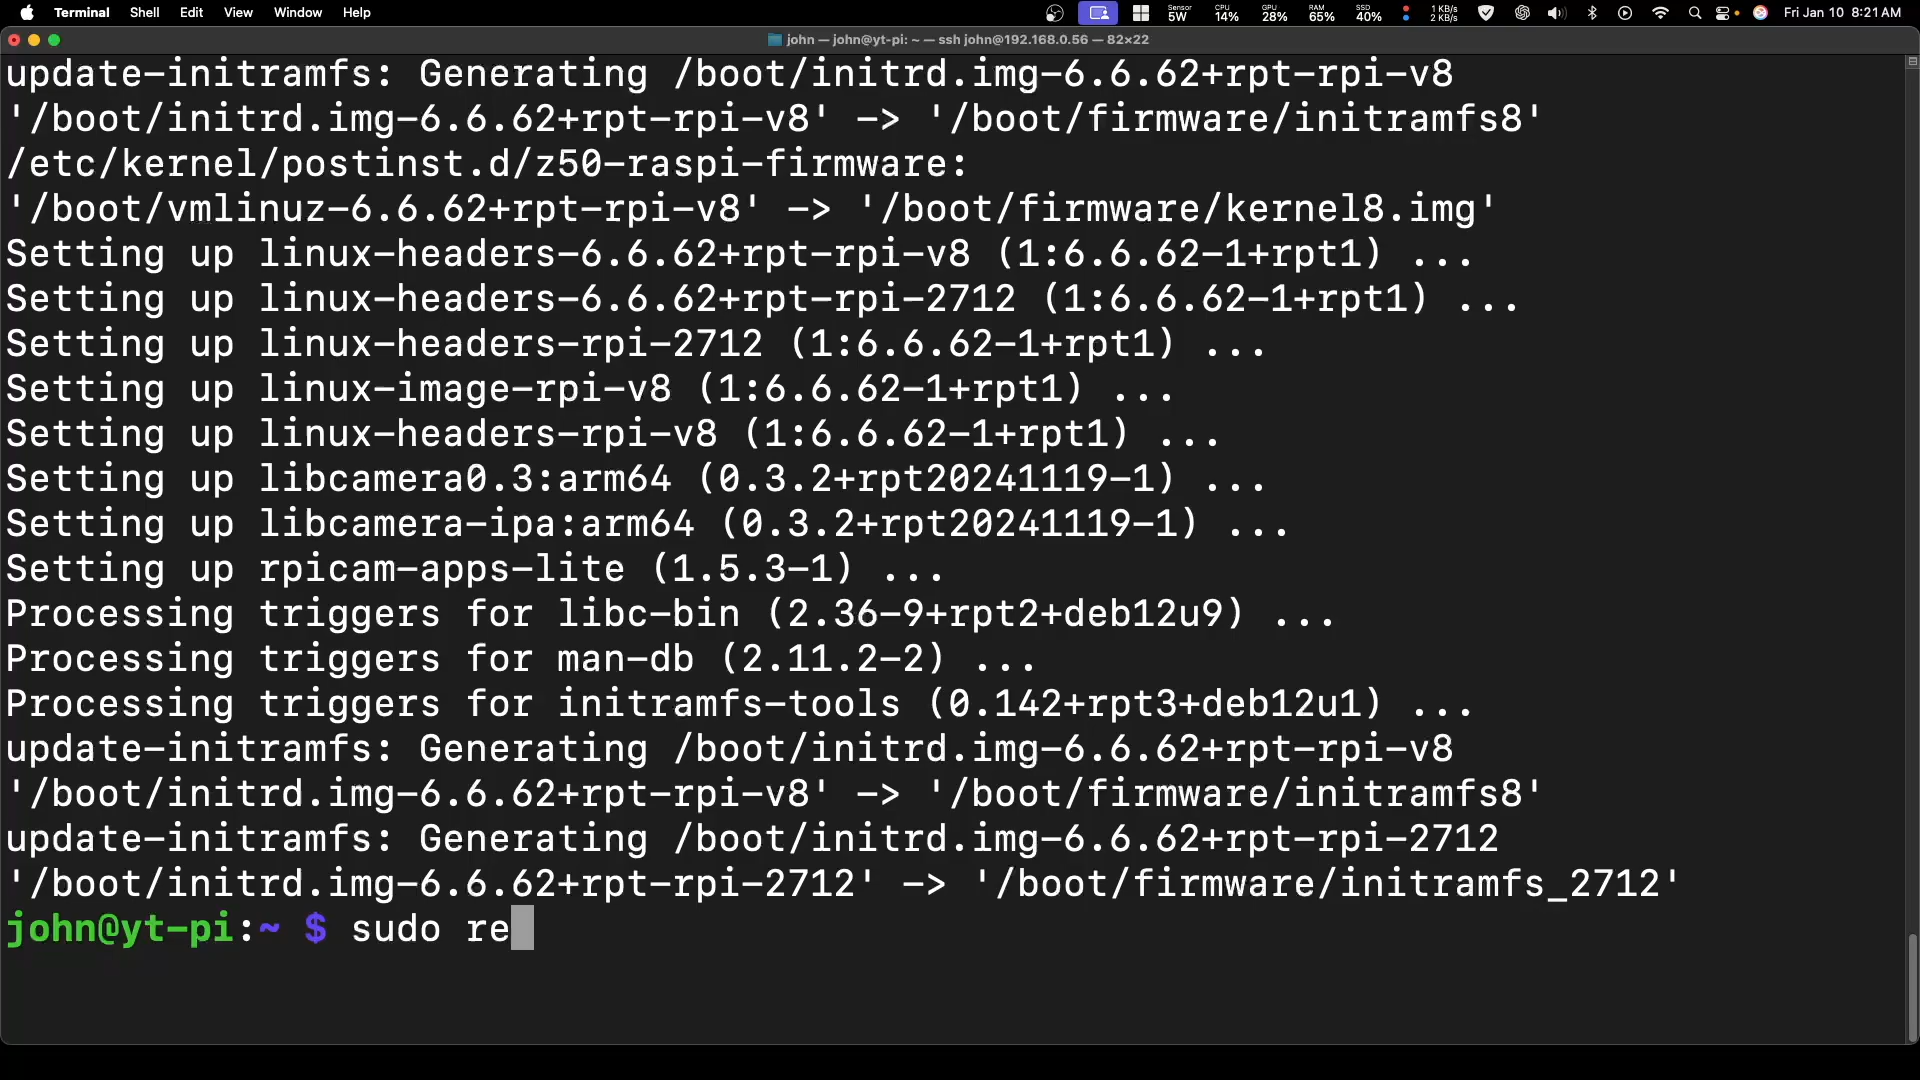 Terminal Shell Edit View Window Help Sensor 5W CPU 14% GPU 28% RAM 65% SSD 40% 1 KB/s 2 KB/s Fri Jan 10 8:21 AM
john — john@yt-pi: ~ — ssh john@192.168.0.56 — 82×22
update-initramfs: Generating /boot/initrd.img-6.6.62+rpt-rpi-v8
'/boot/initrd.img-6.6.62+rpt-rpi-v8' -> '/boot/firmware/initramfs8'
/etc/kernel/postinst.d/z50-raspi-firmware:
'/boot/vmlinuz-6.6.62+rpt-rpi-v8' -> '/boot/firmware/kernel8.img'
Setting up linux-headers-6.6.62+rpt-rpi-v8 (1:6.6.62-1+rpt1) ...
Setting up linux-headers-6.6.62+rpt-rpi-2712 (1:6.6.62-1+rpt1) ...
Setting up linux-headers-rpi-2712 (1:6.6.62-1+rpt1) ...
Setting up linux-image-rpi-v8 (1:6.6.62-1+rpt1) ...
Setting up linux-headers-rpi-v8 (1:6.6.62-1+rpt1) ...
Setting up libcamera0.3:arm64 (0.3.2+rpt20241119-1) ...
Setting up libcamera-ipa:arm64 (0.3.2+rpt20241119-1) ...
Setting up rpicam-apps-lite (1.5.3-1) ...
Processing triggers for libc-bin (2.36-9+rpt2+deb12u9) ...
Processing triggers for man-db (2.11.2-2) ...
Processing triggers for initramfs-tools (0.142+rpt3+deb12u1) ...
update-initramfs: Generating /boot/initrd.img-6.6.62+rpt-rpi-v8
'/boot/initrd.img-6.6.62+rpt-rpi-v8' -> '/boot/firmware/initramfs8'
update-initramfs: Generating /boot/initrd.img-6.6.62+rpt-rpi-2712
'/boot/initrd.img-6.6.62+rpt-rpi-2712' -> '/boot/firmware/initramfs_2712'
john@yt-pi:~ $ sudo re